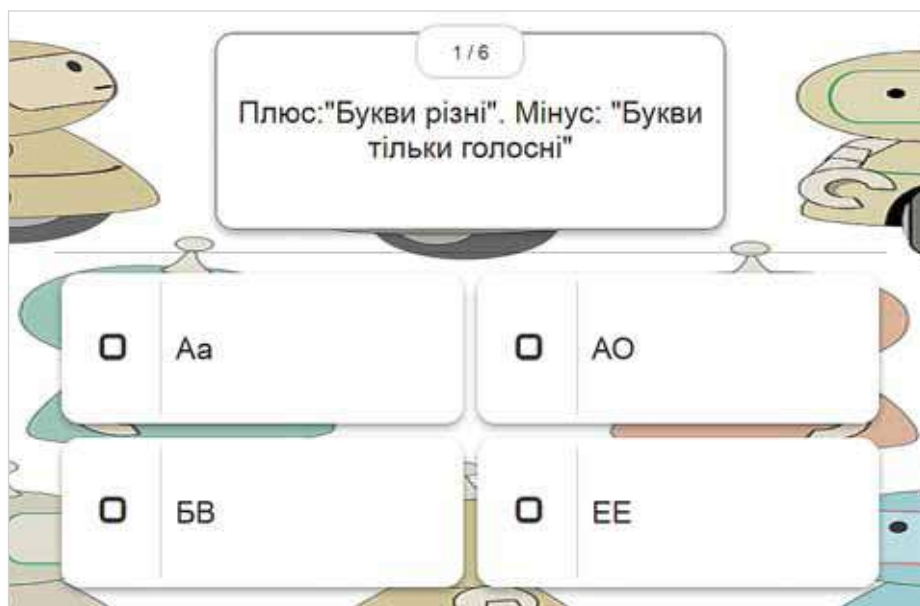 1 / 6
Плюс:"Букви різні". Мінус: "Букви
тільки голосні"
Аа
АО
БВ
ЕЕ